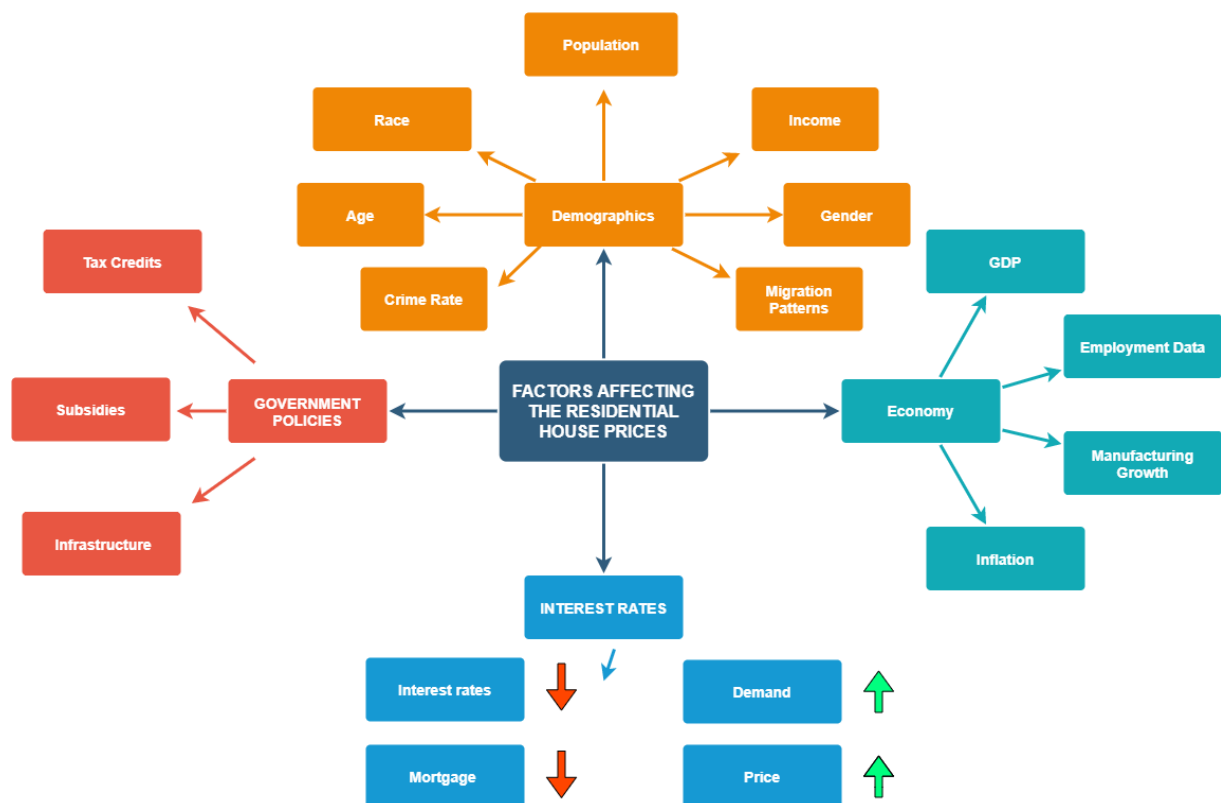 Population
Race
Income
Age
Demographics
Gender
Tax Credits
GDP
Crime Rate
Migration
Patterns
Employment Data
Subsidies
GOVERNMENT
POLICIES
FACTORS AFFECTING
THE RESIDENTIAL
HOUSE PRICES
Economy
Manufacturing
Growth
Infrastructure
Inflation
INTEREST RATES
Interest rates
Demand
Mortgage
Price